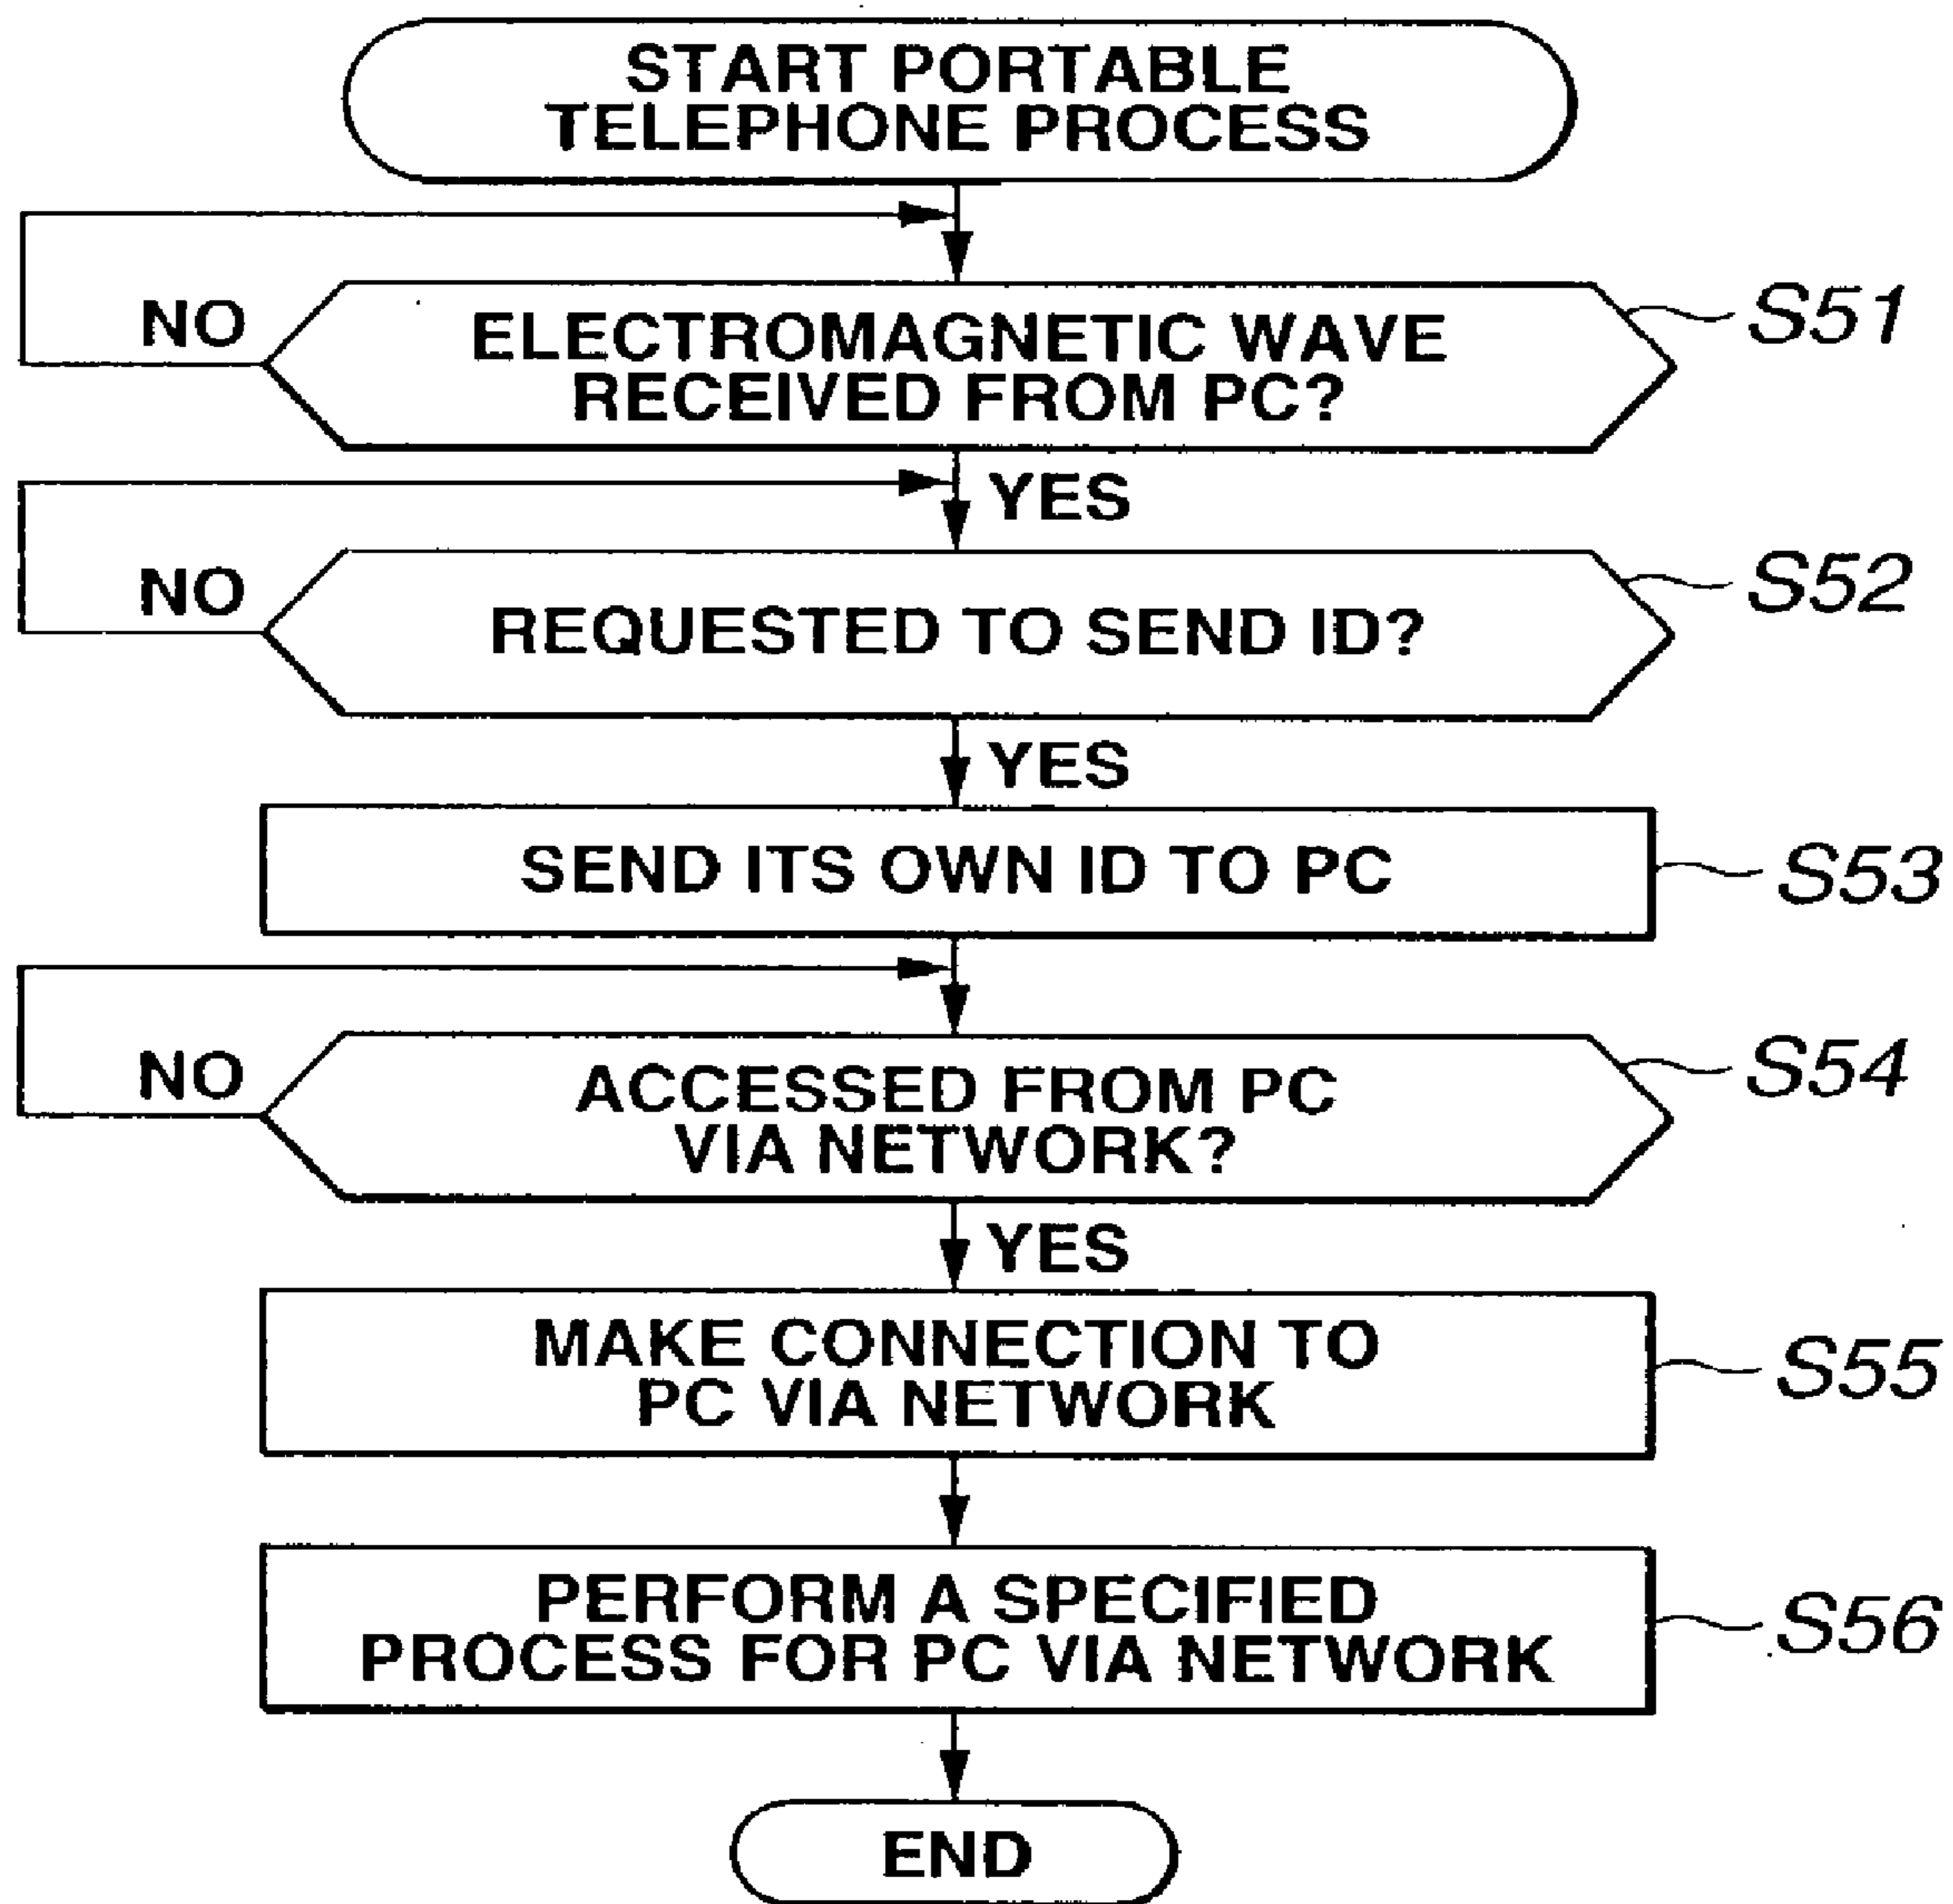 START PORTABLE
TELEPHONE PROCESS
NO
ELECTROMAGNETIC WAVE
RECEIVED FROM PC?
S51
YES
NO
REQUESTED TO SEND ID?
S52
YES
SEND ITS OWN ID TO PC
S53
NO
ACCESSED FROM PC
VIA NETWORK?
S54
YES
MAKE CONNECTION TO
PC VIA NETWORK
S55
PERFORM A SPECIFIED
PROCESS FOR PC VIA NETWORK
S56
END